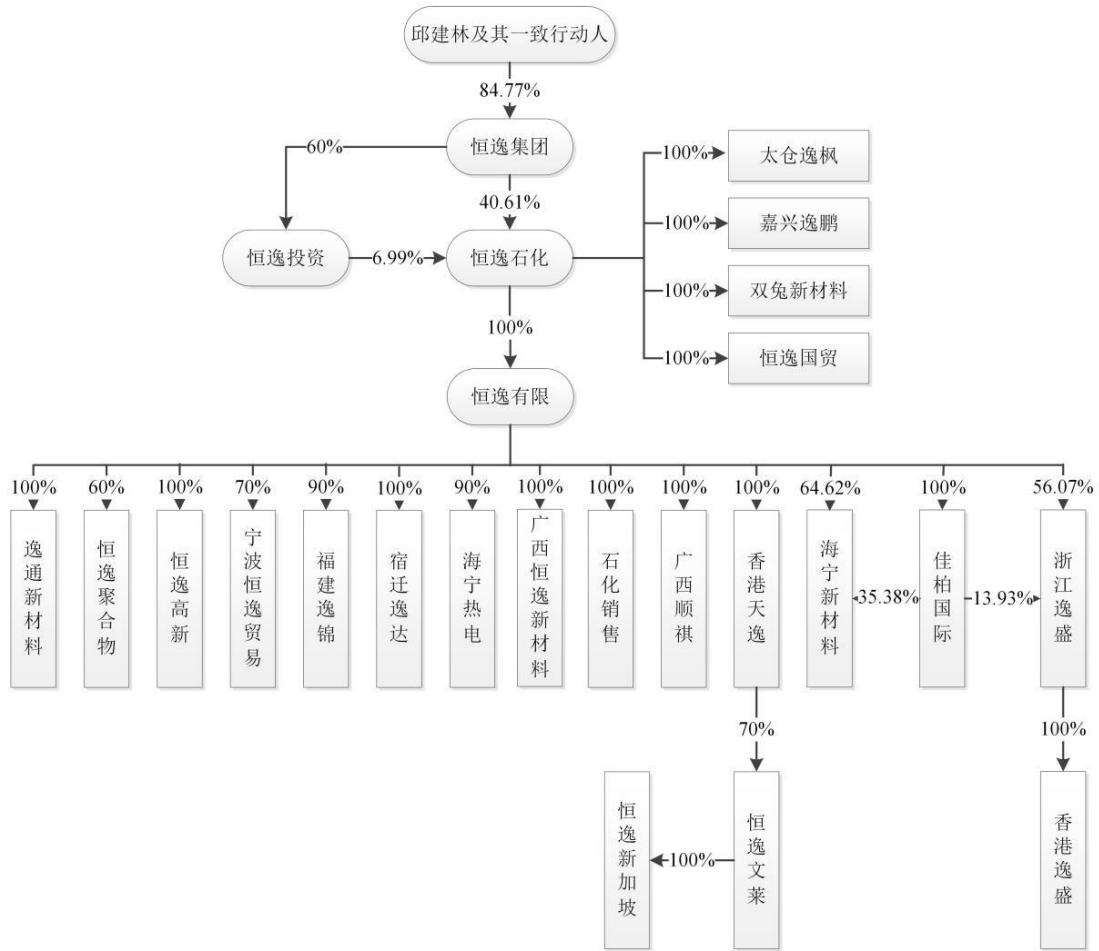 邱建林及其一致行动人
84.77%
恒逸集团
60%
100%
太仓逸枫
40.61%
100%
嘉兴逸鹏
恒逸投资
6.99%
恒逸石化
100%
双兔新材料
100%
100%
恒逸国贸
恒逸有限
100%
60%
100%
70%
90%
100%
90%
100%
100%
100%
100%
64.62%
100%
56.07%
逸通新材料
恒逸聚合物
恒逸高新
宁波恒逸贸易
福建逸锦
宿迁逸达
海宁热电
广西恒逸新材料
石化销售
广西顺祺
香港天逸
海宁新材料
35.38%
佳柏国际
13.93%
浙江逸盛
70%
100%
恒逸新加坡
100%
恒逸文莱
香港逸盛